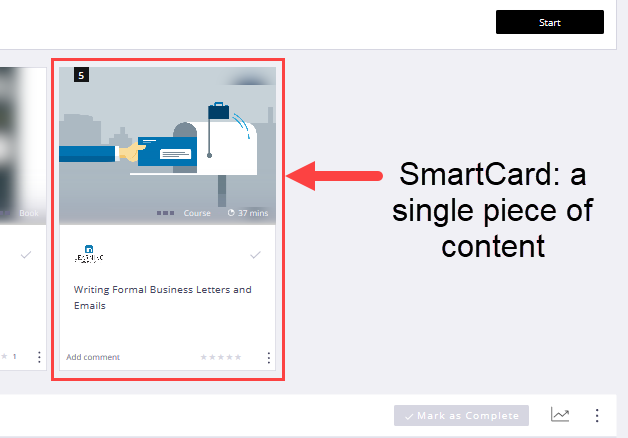 Start
5
Book
Course
37 mins
SmartCard: a
single piece of
content
LEARNING
Writing Formal Business Letters and
Emails
1
Add comment
Mark as Complete